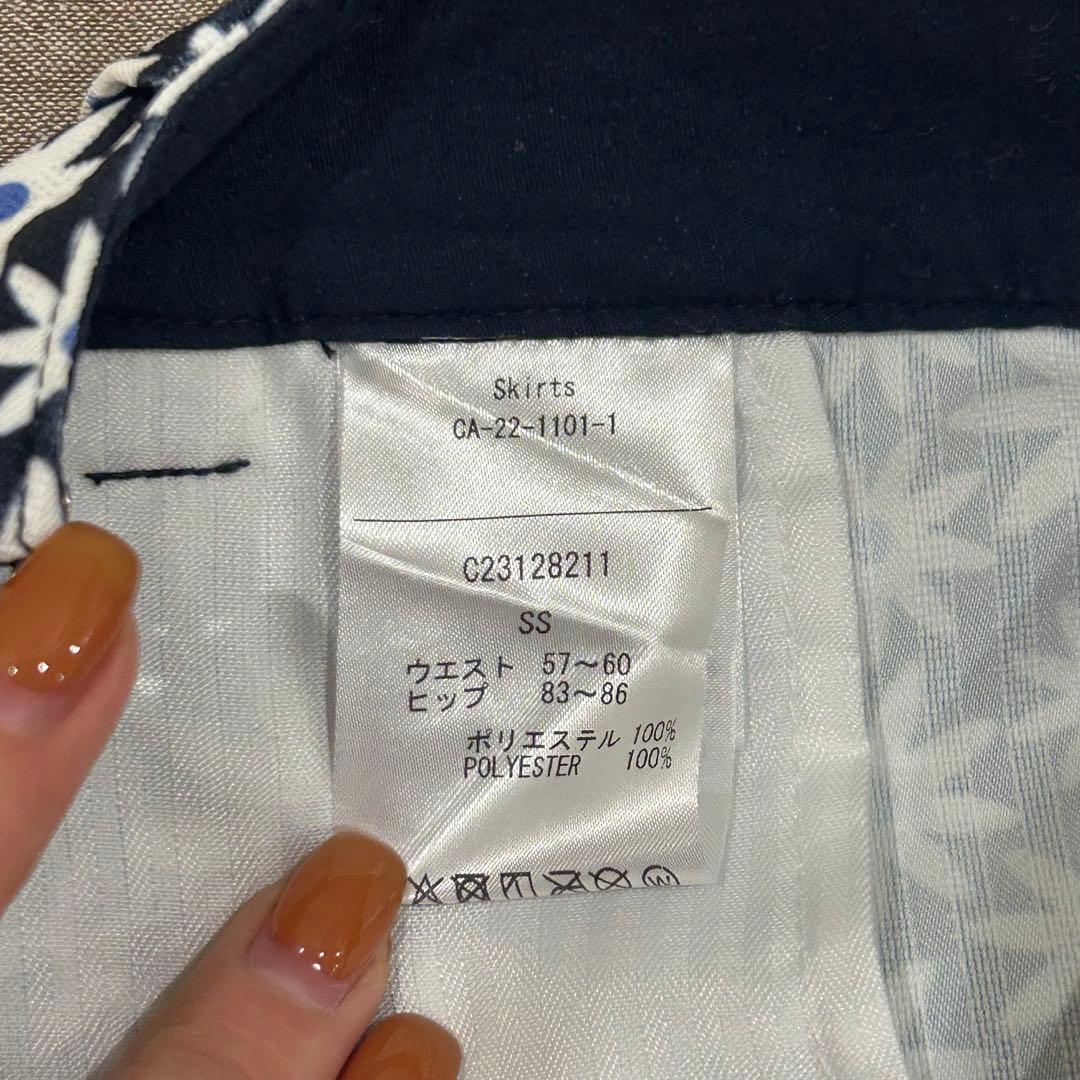 Skirts
CA-22-1101-1
C23128211
SS
ウエスト 57～60
ヒップ 83～86
ポリエステル 100%
POLYESTER 100%